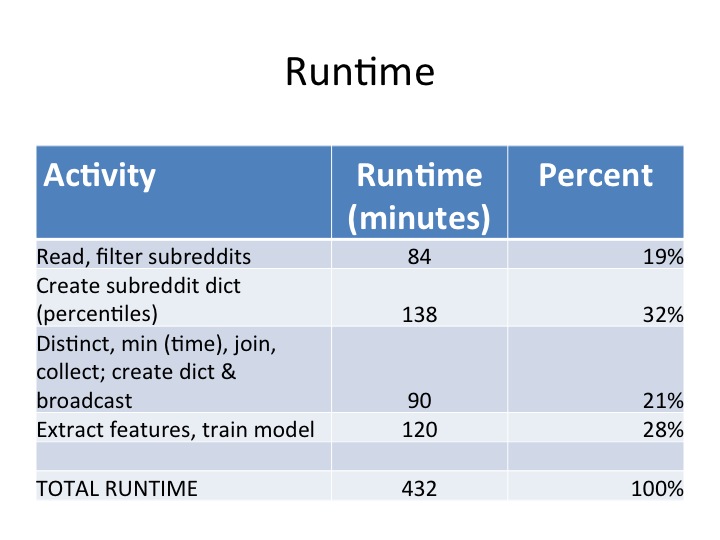 Runtime
Activity
Runtime
(minutes)
Percent
Read, filter subreddits 84 19%
Create subreddit dict
(percentiles) 138 32%
Distinct, min (time), join,
collect; create dict &
broadcast 90 21%
Extract features, train model 120 28%
TOTAL RUNTIME 432 100%